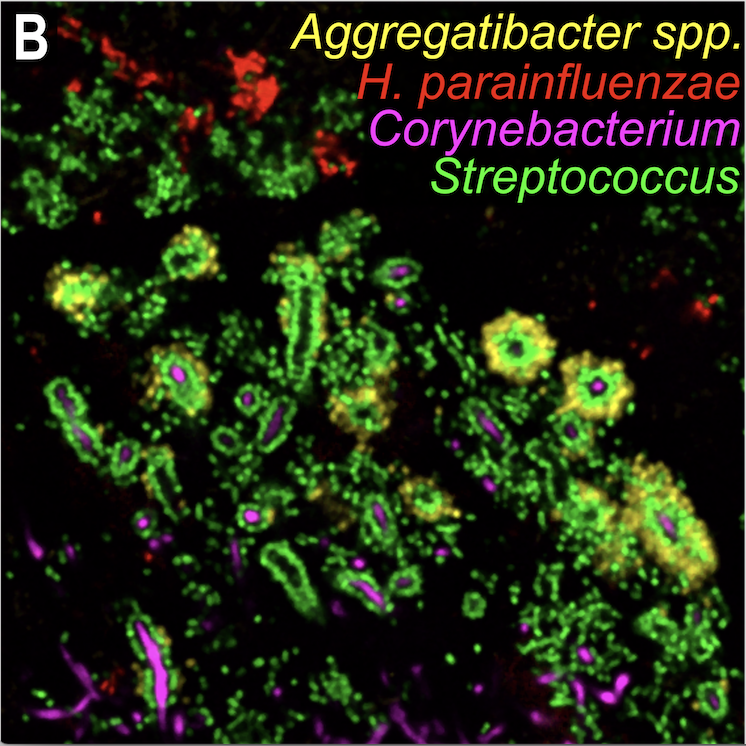 B
Aggregatibacter spp.
H. parainfluenzae
Corynebacterium
Streptococcus